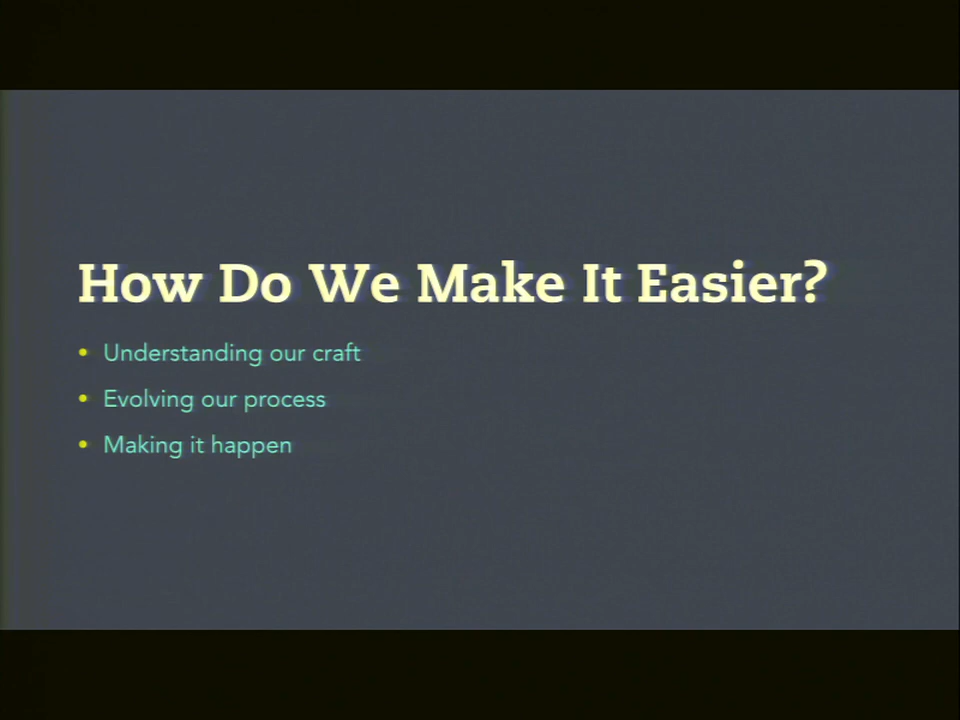 How Do We Make It Easier?
• Understanding our craft
• Evolving our process
• Making it happen